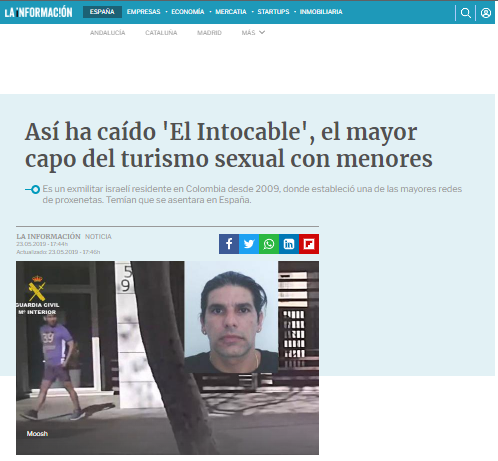 LA INFORMACIÓN ESPAÑA EMPRESAS • ECONOMÍA • MERCATIA • STARTUPS • INMOBILIARIA
ANDALUCÍA CATALUÑA MADRID MÁS
Así ha caído 'El Intocable', el mayor
capo del turismo sexual con menores
Es un exmilitar israelí residente en Colombia desde 2009, donde estableció una de las mayores redes
de proxenetas. Temían que se asentara en España.
LA INFORMACIÓN NOTICIA
23.05.2019 - 17:44h
Actualizado: 23.05.2019 - 17:46h
5
9
GUARDIA CIVIL
Mº INTERIOR
Moosh